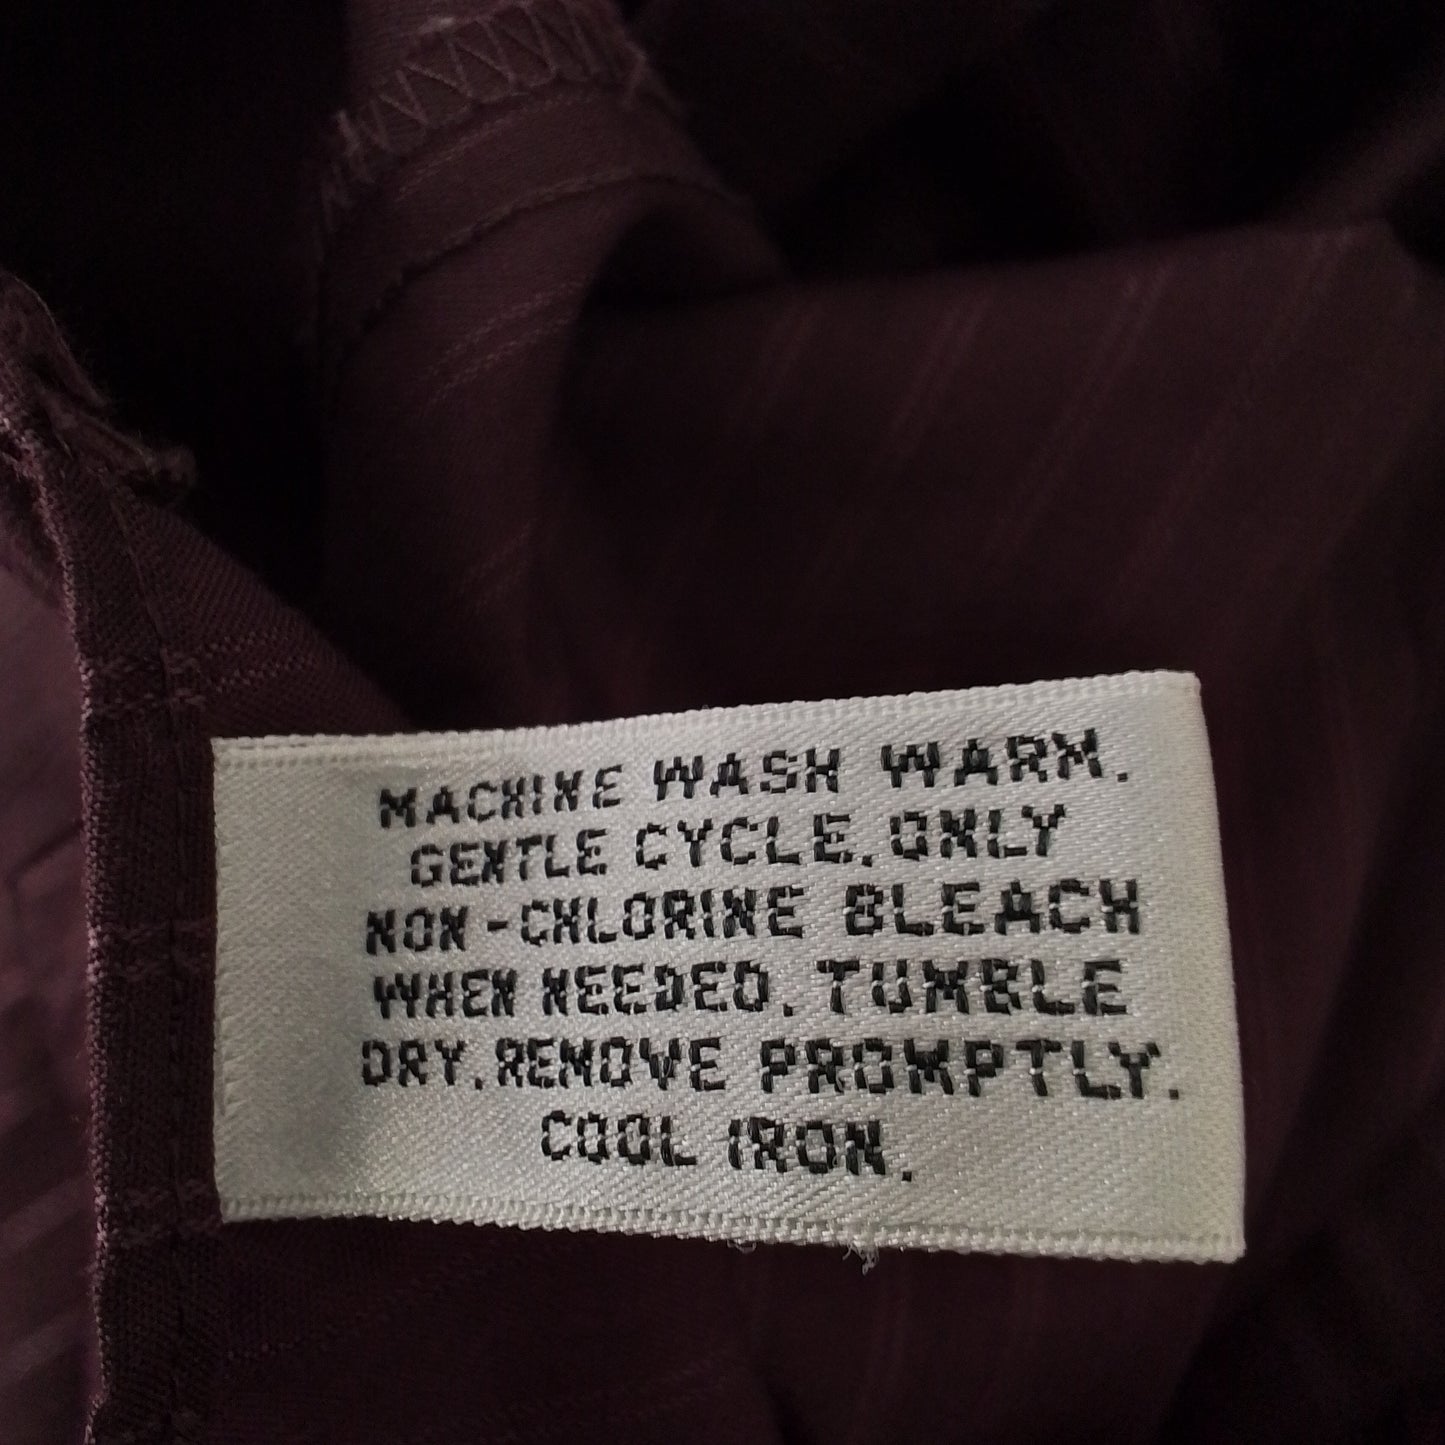 MACHINE WASH WARM.
GENTLE CYCLE. ONLY
NON-CHLORINE BLEACH
WHEN NEEDED. TUMBLE
DRY. REMOVE PROMPTLY.
COOL IRON.